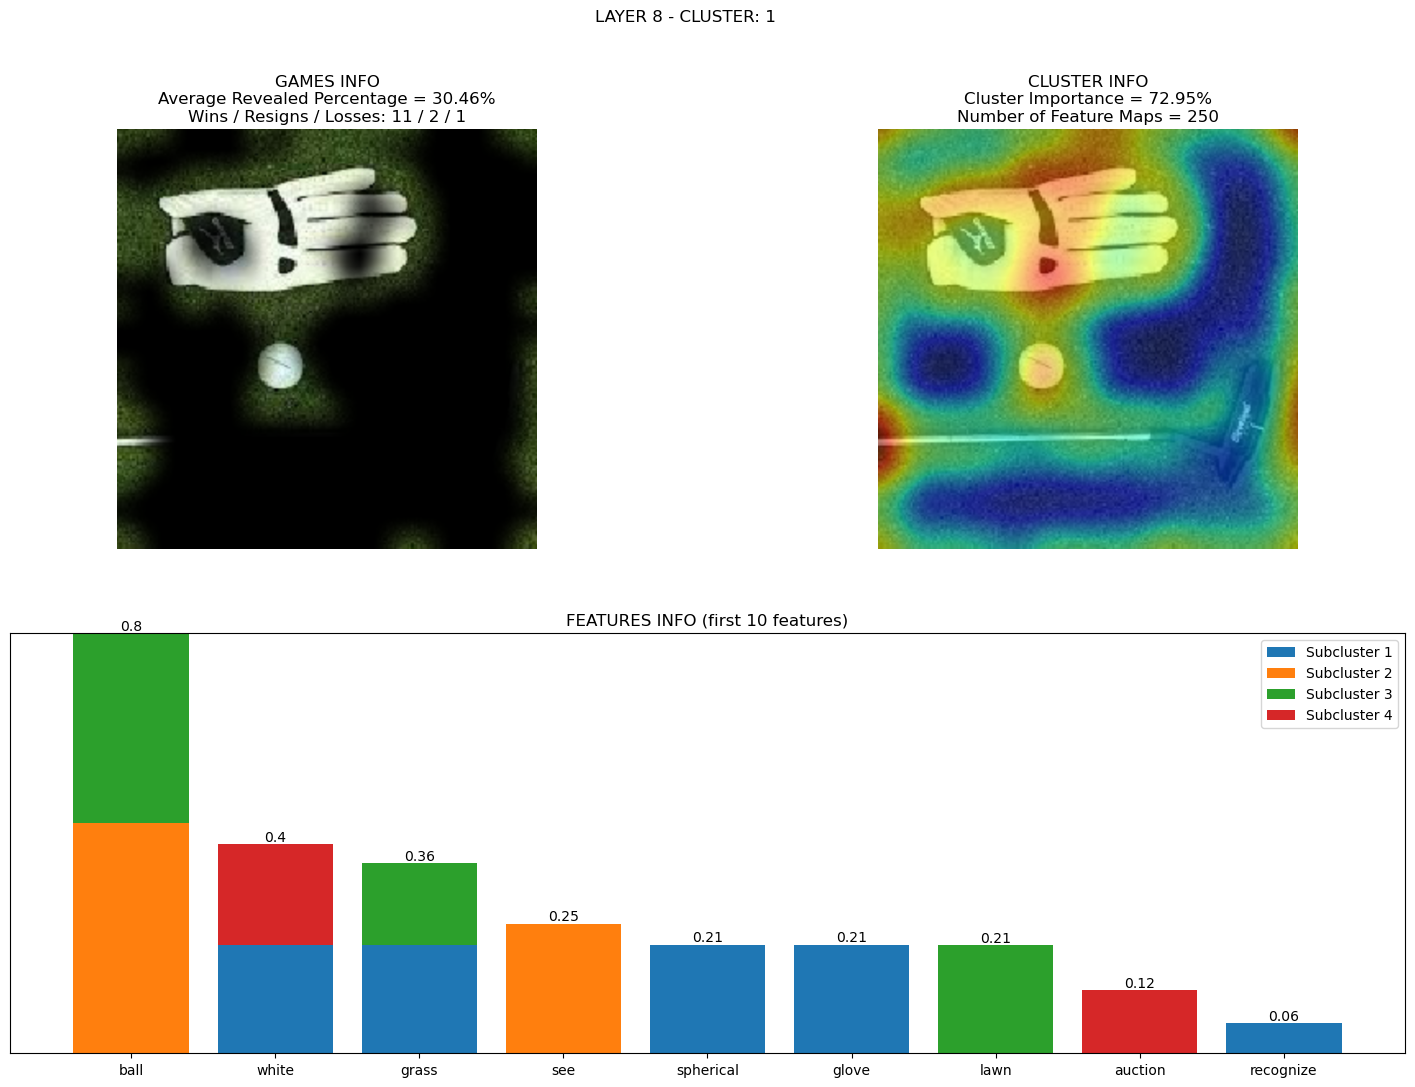 LAYER 8 - CLUSTER: 1
GAMES INFO
Average Revealed Percentage = 30.46%
Wins / Resigns / Losses: 11 / 2 / 1
CLUSTER INFO
Cluster Importance = 72.95%
Number of Feature Maps = 250
FEATURES INFO (first 10 features)
0.8
0.4
0.36
0.25
0.21
0.21
0.21
0.12
0.06
Subcluster 1
Subcluster 2
Subcluster 3
Subcluster 4
ball
white
grass
see
spherical
glove
lawn
auction
recognize